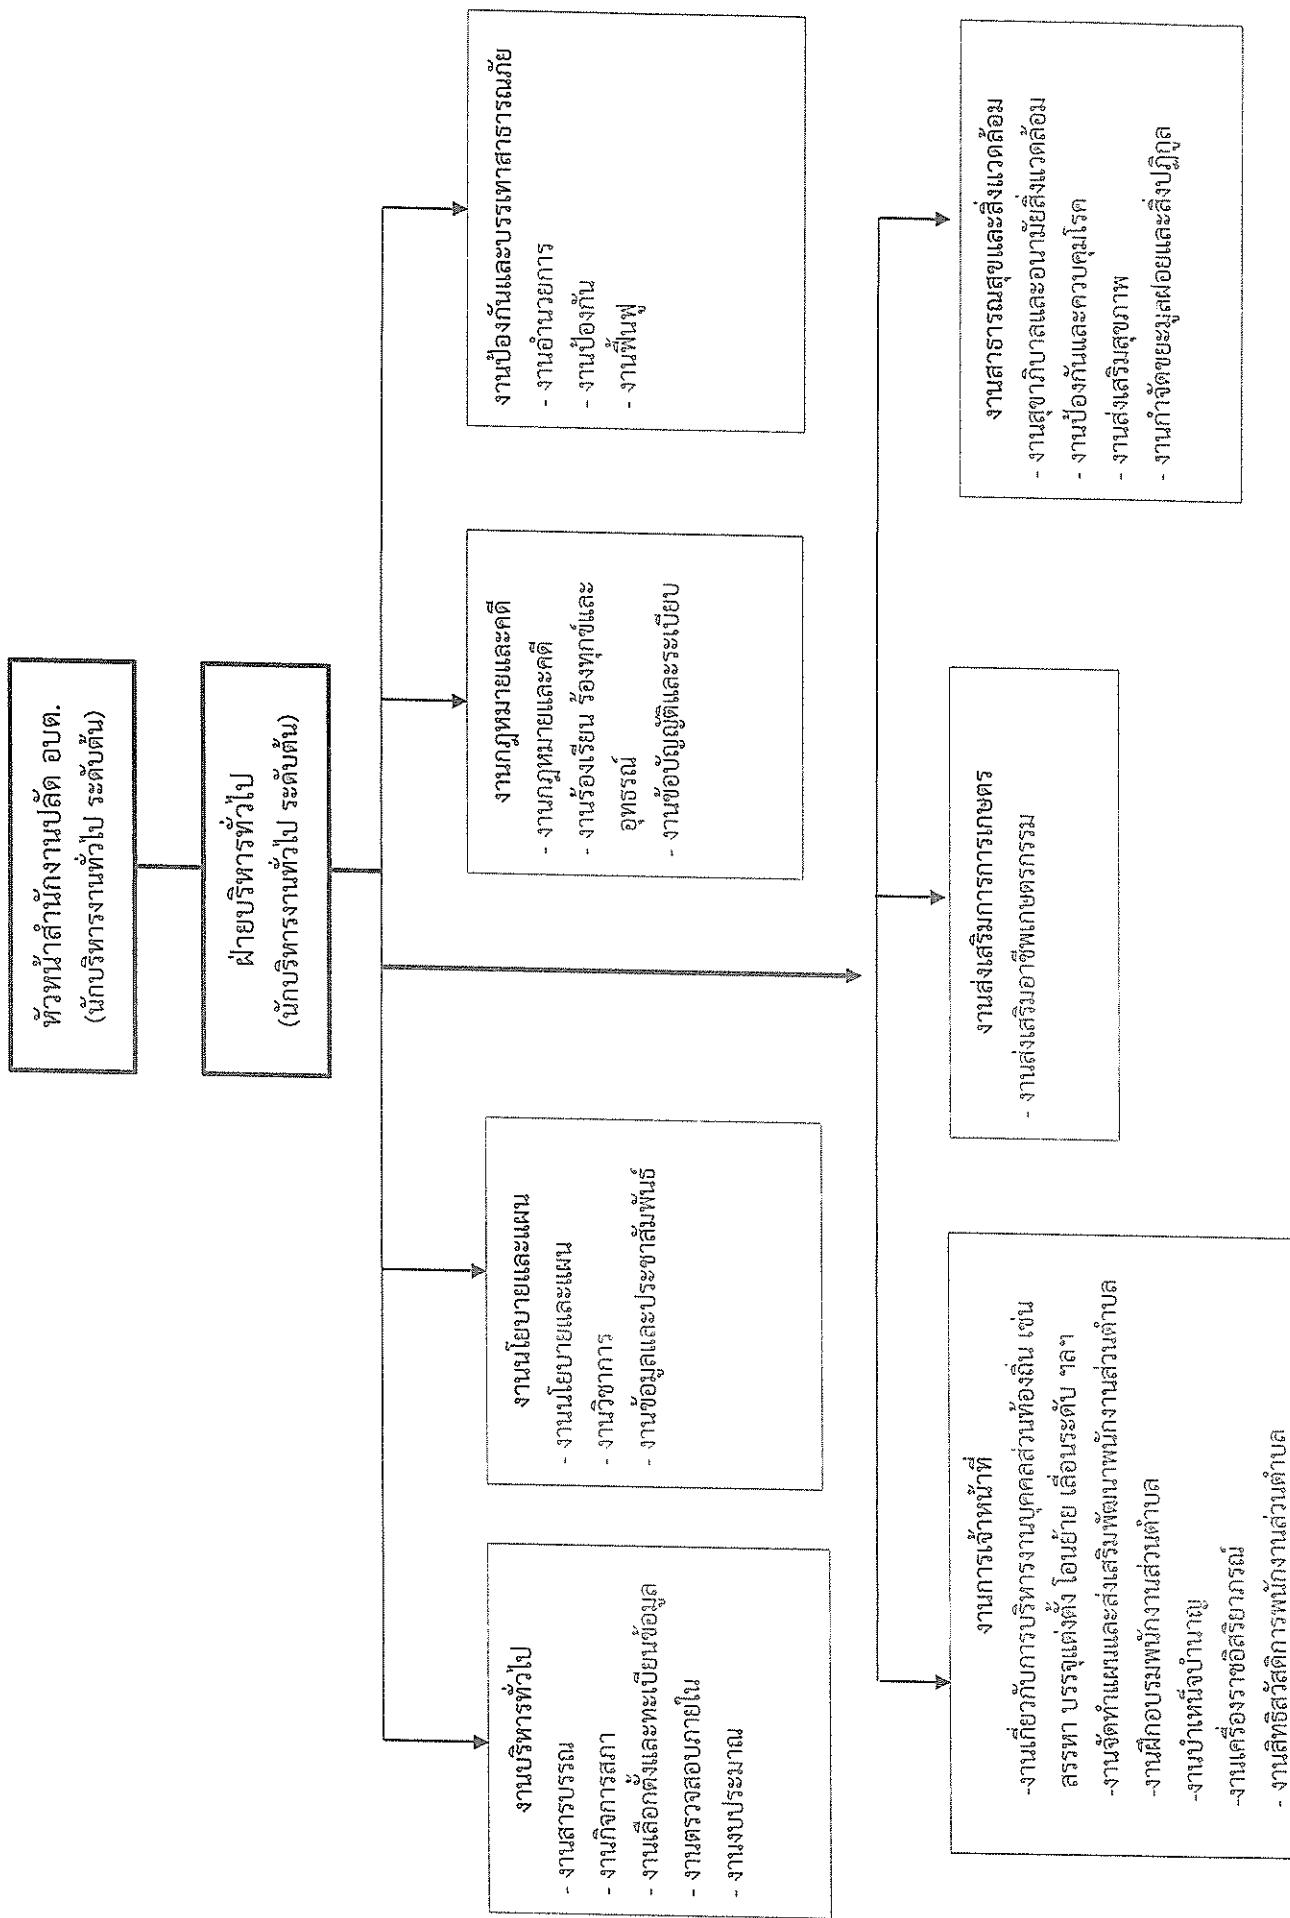 หัวหน้าสำนักงานปลัด อบต.
(นักบริหารงานทั่วไป ระดับต้น)
ฝ่ายบริหารทั่วไป
(นักบริหารงานทั่วไป ระดับต้น)
งานบริหารทั่วไป
- งานสารบรรณ
- งานกิจการสภา
- งานเลือกตั้งและทะเบียนข้อมูล
- งานตรวจสอบภายใน
- งานงบประมาณ
งานนโยบายและแผน
- งานนโยบายและแผน
- งานวิชาการ
- งานข้อมูลและประชาสัมพันธ์
งานกฎหมายและคดี
- งานกฎหมายและคดี
- งานร้องเรียน ร้องทุกข์และ
อุทธรณ์
- งานข้อบัญญัติและระเบียบ
งานป้องกันและบรรเทาสาธารณภัย
- งานอำนวยการ
- งานป้องกัน
- งานฟื้นฟู
งานการเจ้าหน้าที่
-งานเกี่ยวกับการบริหารงานบุคคลส่วนท้องถิ่น เช่น
สรรหา บรรจุแต่งตั้ง โอนย้าย เลื่อนระดับ ฯลฯ
-งานจัดทำแผนและส่งเสริมพัฒนาพนักงานส่วนตำบล
-งานฝึกอบรมพนักงานส่วนตำบล
-งานบำเหน็จบำนาญ
-งานเครื่องราชอิสริยาภรณ์
- งานสิทธิสวัสดิการพนักงานส่วนตำบล
งานส่งเสริมการการเกษตร
- งานส่งเสริมอาชีพเกษตรกรรม
งานสาธารณสุขและสิ่งแวดล้อม
- งานสุขาภิบาลและอนามัยสิ่งแวดล้อม
- งานป้องกันและควบคุมโรค
- งานส่งเสริมสุขภาพ
- งานกำจัดขยะมูลฝอยและสิ่งปฏิกูล